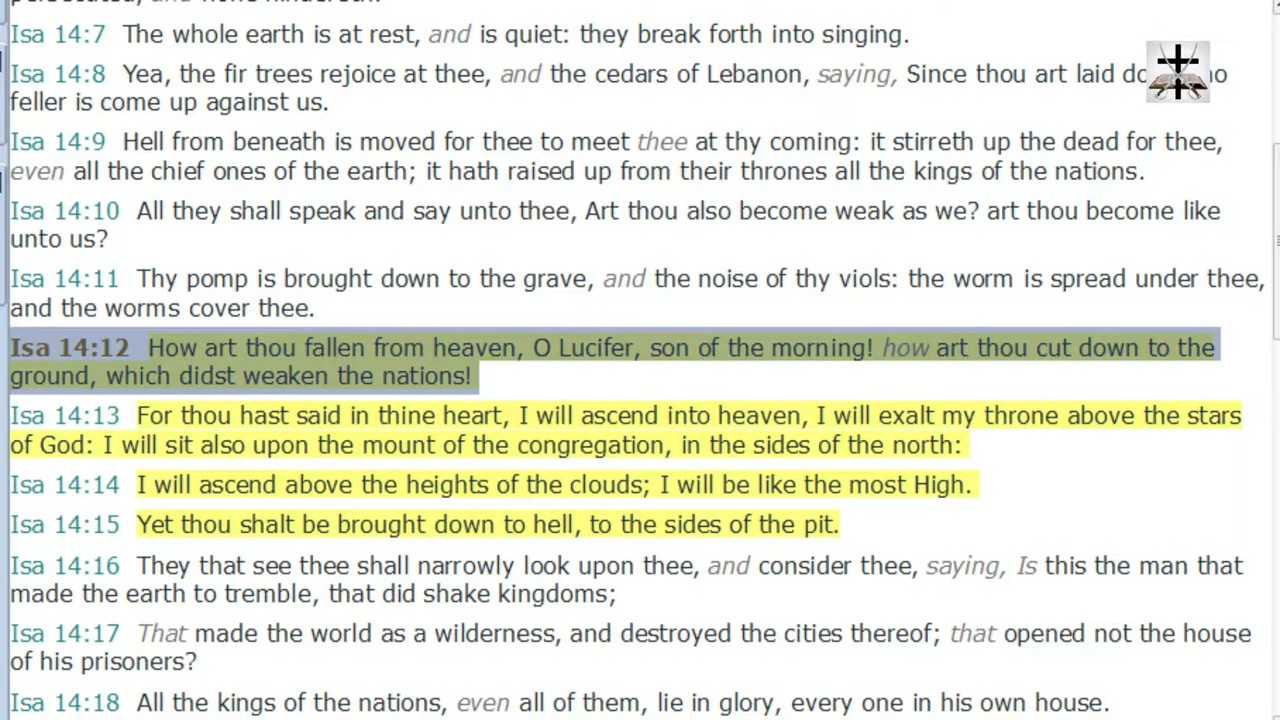 Isa 14:7 The whole earth is at rest, and is quiet: they break forth into singing.
Isa 14:8 Yea, the fir trees rejoice at thee, and the cedars of Lebanon, saying, Since thou art laid
feller is come up against us.
Isa 14:9 Hell from beneath is moved for thee to meet thee at thy coming: it stirreth up the dead for thee,
even all the chief ones of the earth; it hath raised up from their thrones all the kings of the nations.
Isa 14:10 All they shall speak and say unto thee, Art thou also become weak as we? art thou become like
unto us?
Isa 14:11 Thy pomp is brought down to the grave, and the noise of thy viols: the worm is spread under thee,
and the worms cover thee.
Isa 14:12 How art thou fallen from heaven, O Lucifer, son of the morning! how art thou cut down to the
ground, which didst weaken the nations!
Isa 14:13 For thou hast said in thine heart, I will ascend into heaven, I will exalt my throne above the stars
of God: I will sit also upon the mount of the congregation, in the sides of the north:
Isa 14:14 I will ascend above the heights of the clouds; I will be like the most High.
Isa 14:15 Yet thou shalt be brought down to hell, to the sides of the pit.
Isa 14:16 They that see thee shall narrowly look upon thee, and consider thee, saying, Is this the man that
made the earth to tremble, that did shake kingdoms;
Isa 14:17 That made the world as a wilderness, and destroyed the cities thereof; that opened not the house
of his prisoners?
Isa 14:18 All the kings of the nations, even all of them, lie in glory, every one in his own house.